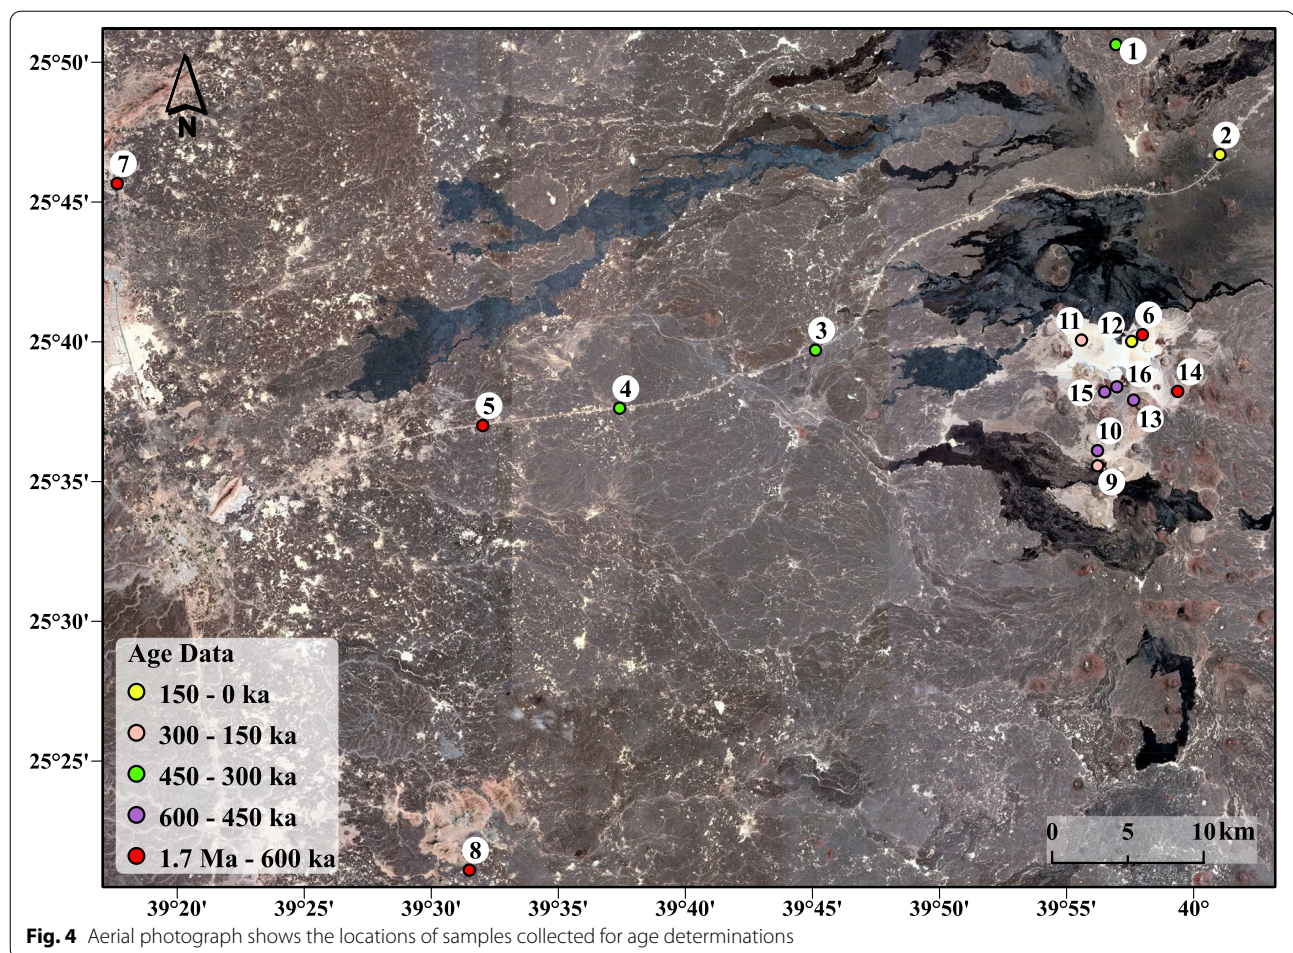 25°50'
25°45'
25°40'
25°35'
25°30'
25°25'
N
1
2
7
3
4
5
6
12
11
14
16
15
13
10
9
8
Age Data
150 - 0 ka
300 - 150 ka
450 - 300 ka
600 - 450 ka
1.7 Ma - 600 ka
0 5 10 km
39°20' 39°25' 39°30' 39°35' 39°40' 39°45' 39°50' 39°55' 40°
Fig. 4 Aerial photograph shows the locations of samples collected for age determinations